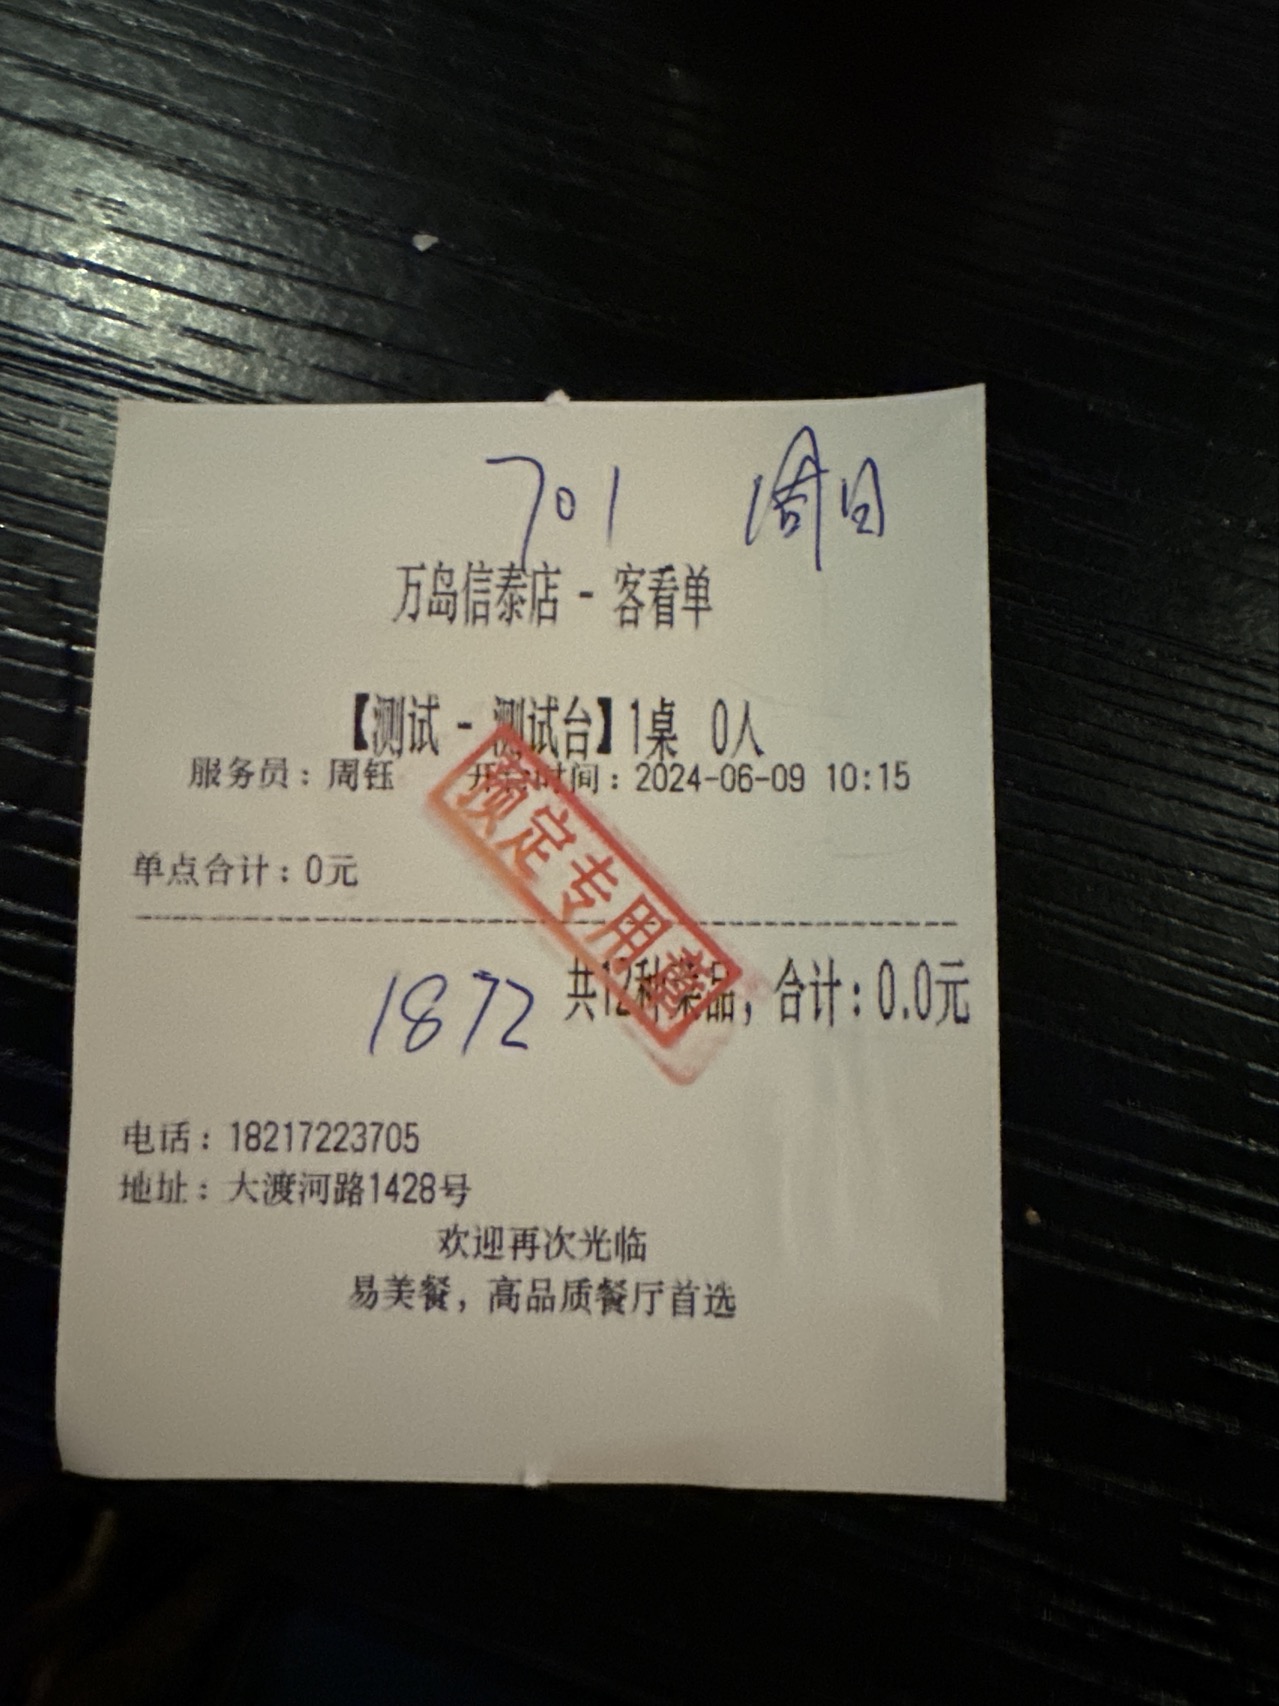 701 周日
万岛信泰店 - 客看单
【测试 - 测试台】1桌 0人
服务员：周钰 开台时间：2024-06-09 10:15
预定专用章
单点合计：0元
1872 共12种菜品，合计：0.0元
电话：18217223705
地址：大渡河路1428号
欢迎再次光临
易美餐，高品质餐厅首选